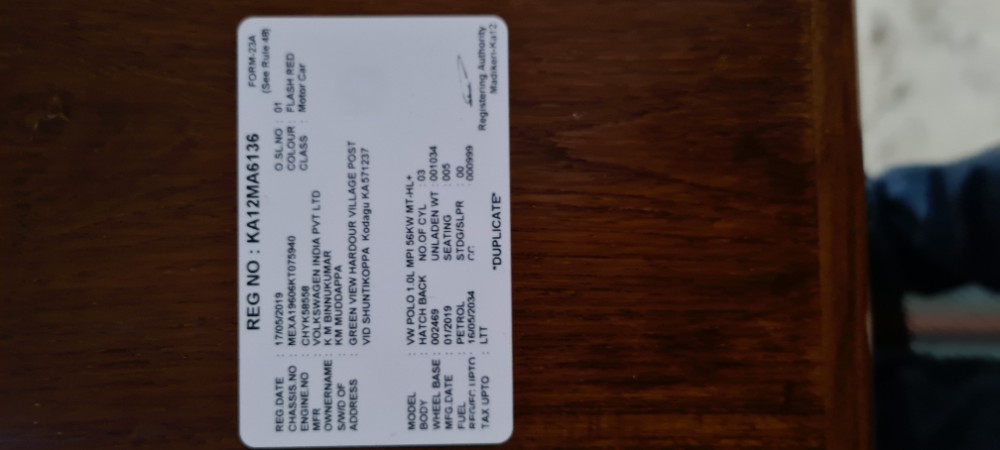 FORM-23A
(See Rule 48)
REG NO : KA12MA6136
REG.DATE : 17/05/2019 O.SL.NO : 01
CHASSIS.NO : MEXA19606KT075940 COLOUR : FLASH RED
ENGINE.NO : CHYK58558 CLASS : Motor Car
MFR : VOLKSWAGEN INDIA PVT LTD
OWNERNAME : K M BINNUKUMAR
S/W/D OF : KM MUDDAPPA
ADDRESS : GREEN VIEW HARDOUR VILLAGE POST
VID SHUNTIKOPPA Kodagu KA571237
MODEL : VW POLO 1.0L MPI 56KW MT-HL+
BODY : HATCH BACK NO.OF CYL : 03
WHEEL BASE : 002469 UNLADEN WT : 001034
MFG.DATE : 01/2019 SEATING : 005
FUEL : PETROL STDG/SLPR : 00
REG/FC UPTO : 16/05/2034 CC : 000999
TAX UPTO : LTT *DUPLICATE*
Registering Authority
Madikeri-Ka12